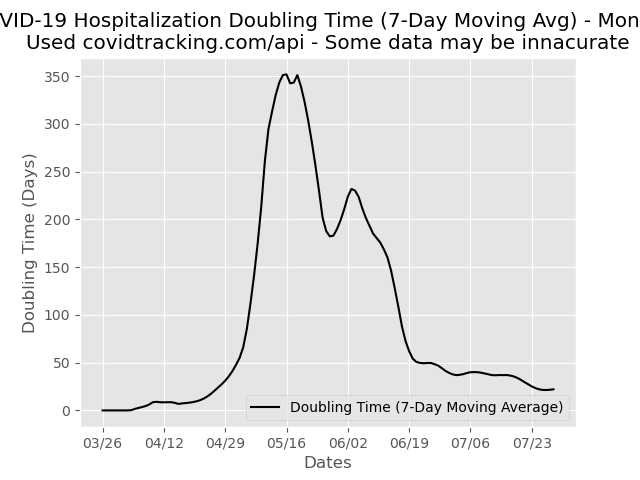 VID-19 Hospitalization Doubling Time (7-Day Moving Avg) - Mon
Used covidtracking.com/api - Some data may be innacurate
Doubling Time (Days)
350
300
250
200
150
100
50
0
Doubling Time (7-Day Moving Average)
03/26 04/12 04/29 05/16 06/02 06/19 07/06 07/23
Dates